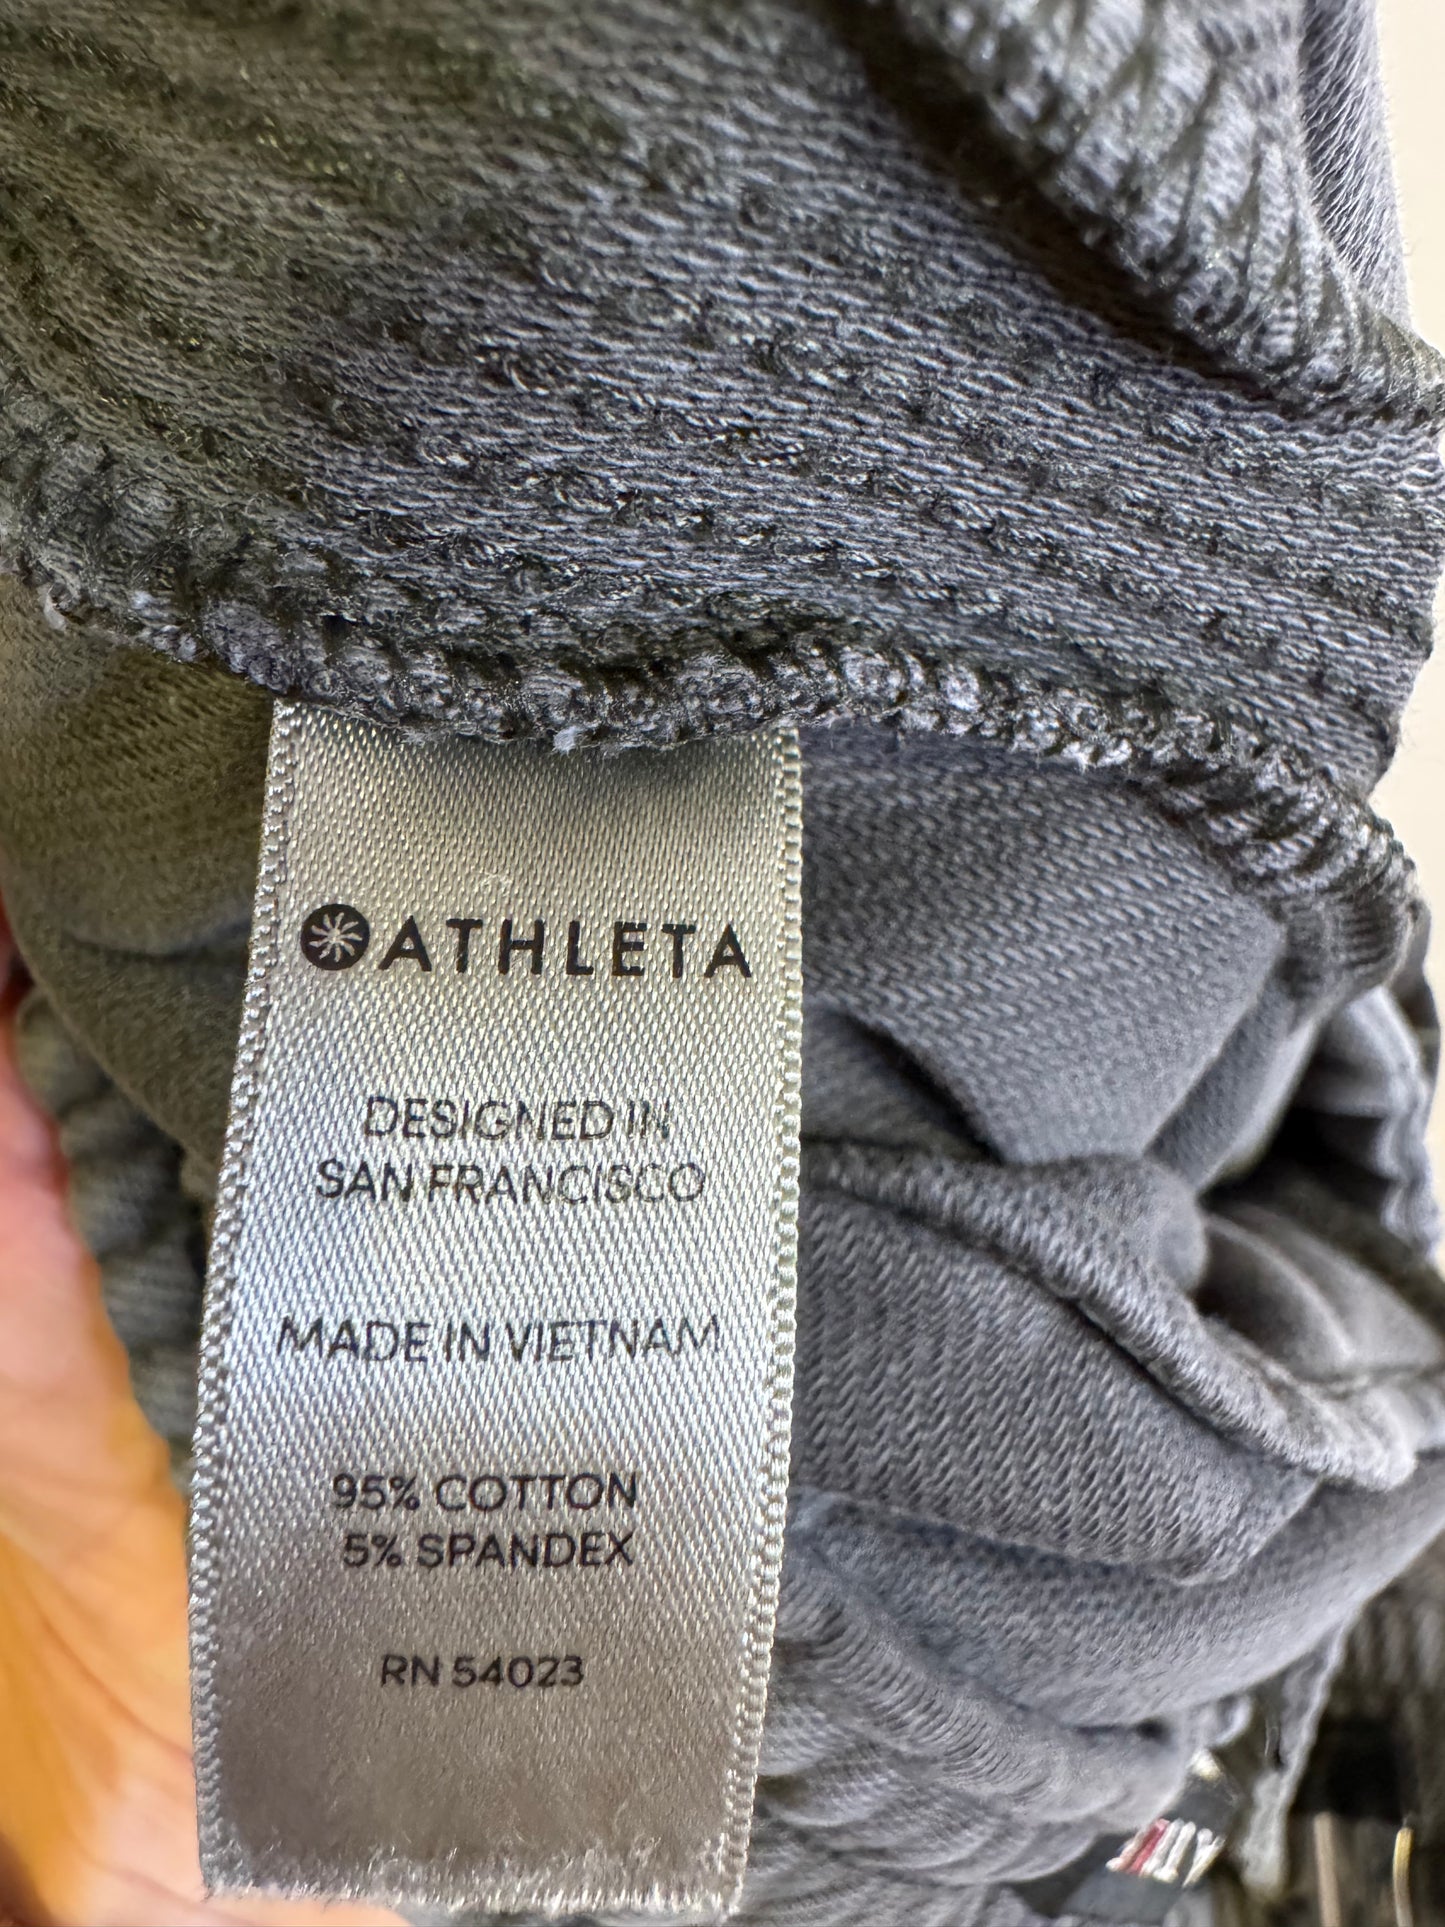 ATHLETA
DESIGNED IN
SAN FRANCISCO
MADE IN VIETNAM
95% COTTON
5% SPANDEX
RN 54023